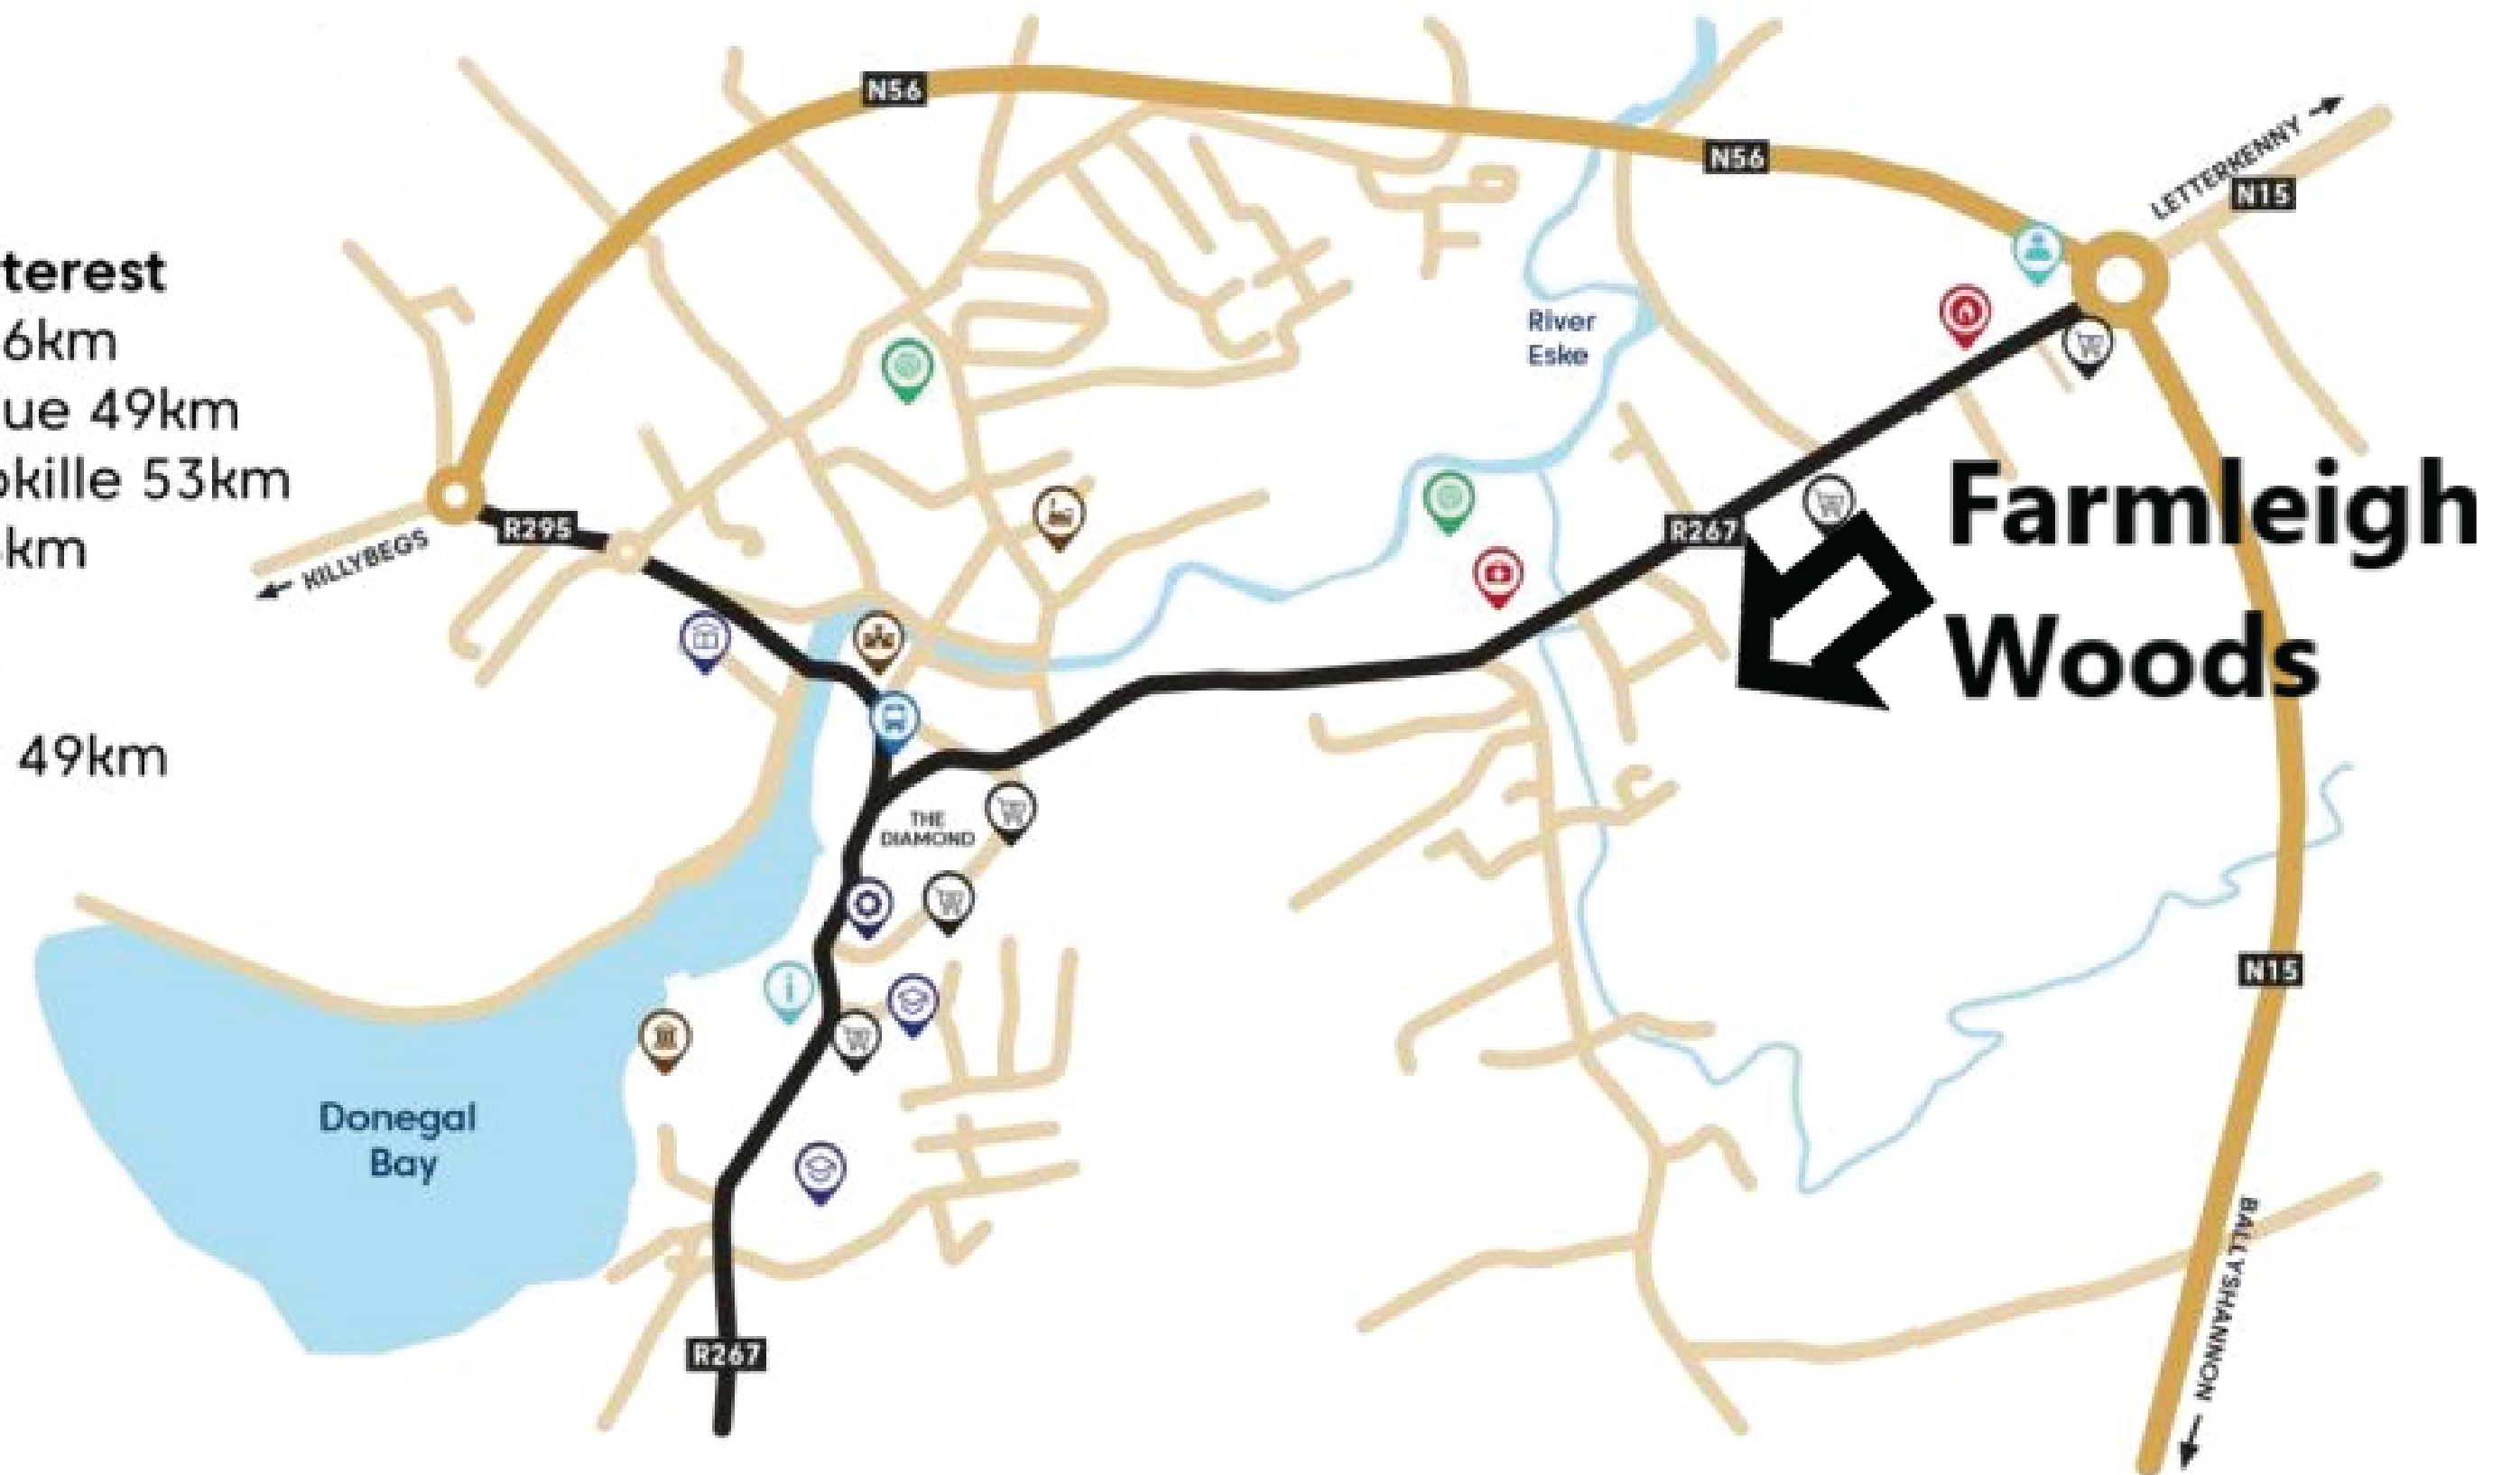 terest
6km
ue 49km
kille 53km
km
49km
N56
N56
LETTERKENNY
N15
River
Eske
Farmleigh
Woods
R267
R295
KILLYBEGS
THE
DIAMOND
N15
Donegal
Bay
BALLYSHANNON
R267